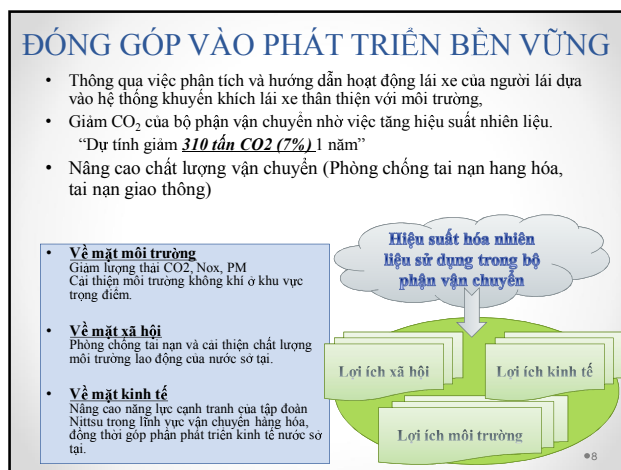 ĐÓNG GÓP VÀO PHÁT TRIỂN BỀN VỮNG
• Thông qua việc phân tích và hướng dẫn hoạt động lái xe của người lái dựa
vào hệ thống khuyến khích lái xe thân thiện với môi trường,
• Giảm CO₂ của bộ phận vận chuyển nhờ việc tăng hiệu suất nhiên liệu.
“Dự tính giảm 310 tấn CO2 (7%) 1 năm”
• Nâng cao chất lượng vận chuyển (Phòng chống tai nạn hang hóa,
tai nạn giao thông)
• Về mặt môi trường
Giảm lượng thải CO2, Nox, PM
Cải thiện môi trường không khí ở khu vực
trọng điểm.
• Về mặt xã hội
Phòng chống tai nạn và cải thiện chất lượng
môi trường lao động của nước sở tại.
• Về mặt kinh tế
Nâng cao năng lực cạnh tranh của tập đoàn
Nittsu trong lĩnh vực vận chuyển hàng hóa,
đồng thời góp phần phát triển kinh tế nước sở
tại.
Hiệu suất hóa nhiên
liệu sử dụng trong bộ
phận vận chuyển
Lợi ích xã hội
Lợi ích kinh tế
Lợi ích môi trường
●8